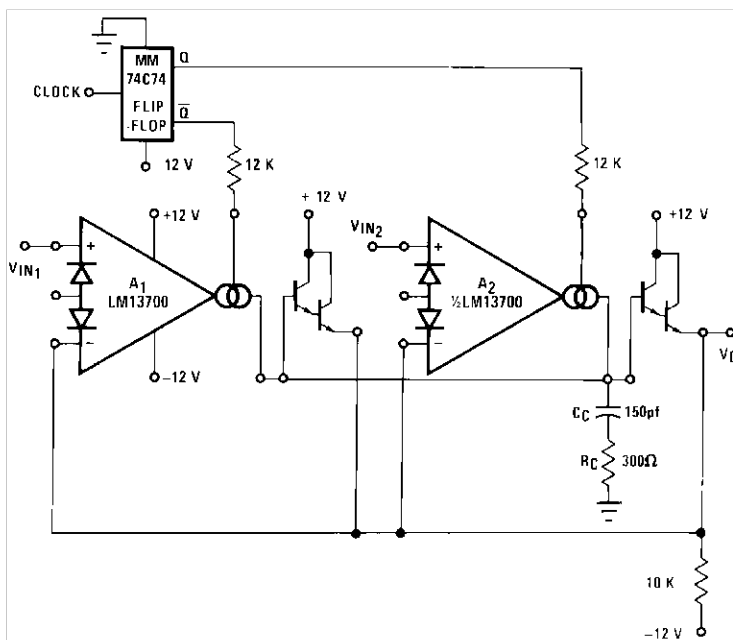 MM
74C74
FLIP
-FLOP
Q
Q̅
CLOCK
12 V
12 K
12 K
+12 V
+ 12 V
+12 V
VIN1
+
A1
LM13700
-
−12 V
VIN2
+
A2
½LM13700
-
CC
150pf
RC
300Ω
10 K
−12 V